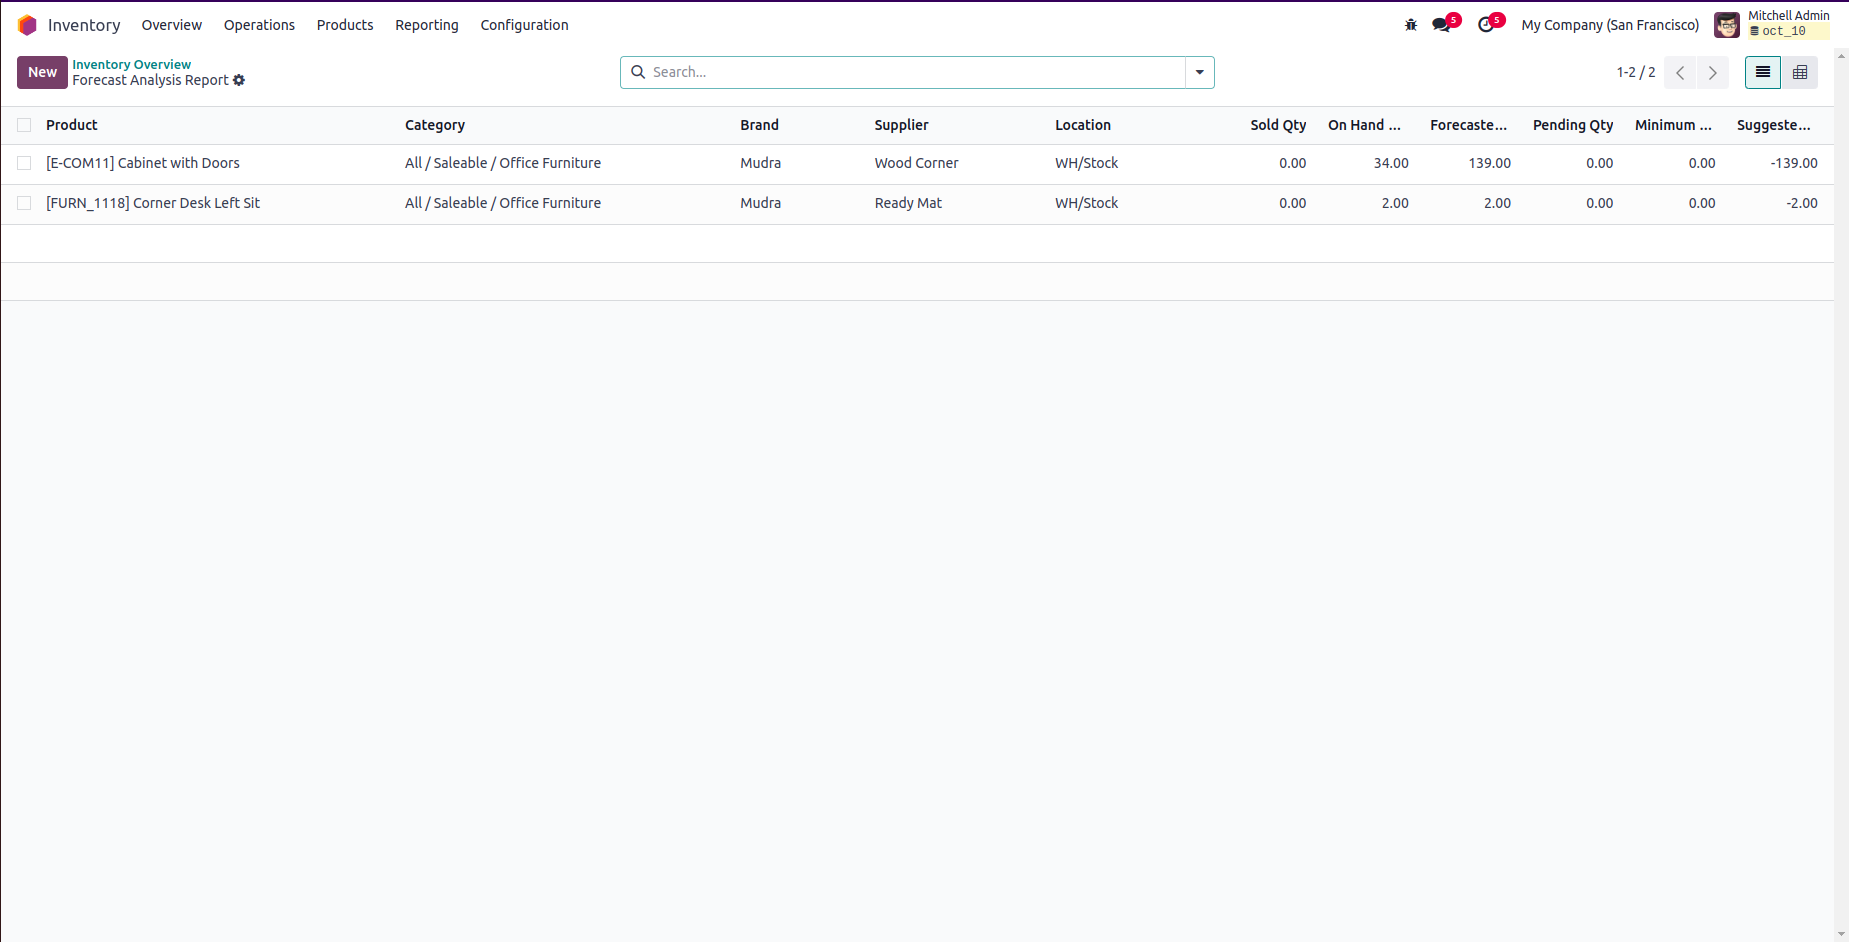 Inventory Overview Operations Products Reporting Configuration 5 5 My Company (San Francisco) Mitchell Admin
oct_10
New Inventory Overview Search... 1-2 / 2
Forecast Analysis Report
Product Category Brand Supplier Location Sold Qty On Hand ... Forecaste... Pending Qty Minimum ... Suggeste...
[E-COM11] Cabinet with Doors All / Saleable / Office Furniture Mudra Wood Corner WH/Stock 0.00 34.00 139.00 0.00 0.00 -139.00
[FURN_1118] Corner Desk Left Sit All / Saleable / Office Furniture Mudra Ready Mat WH/Stock 0.00 2.00 2.00 0.00 0.00 -2.00